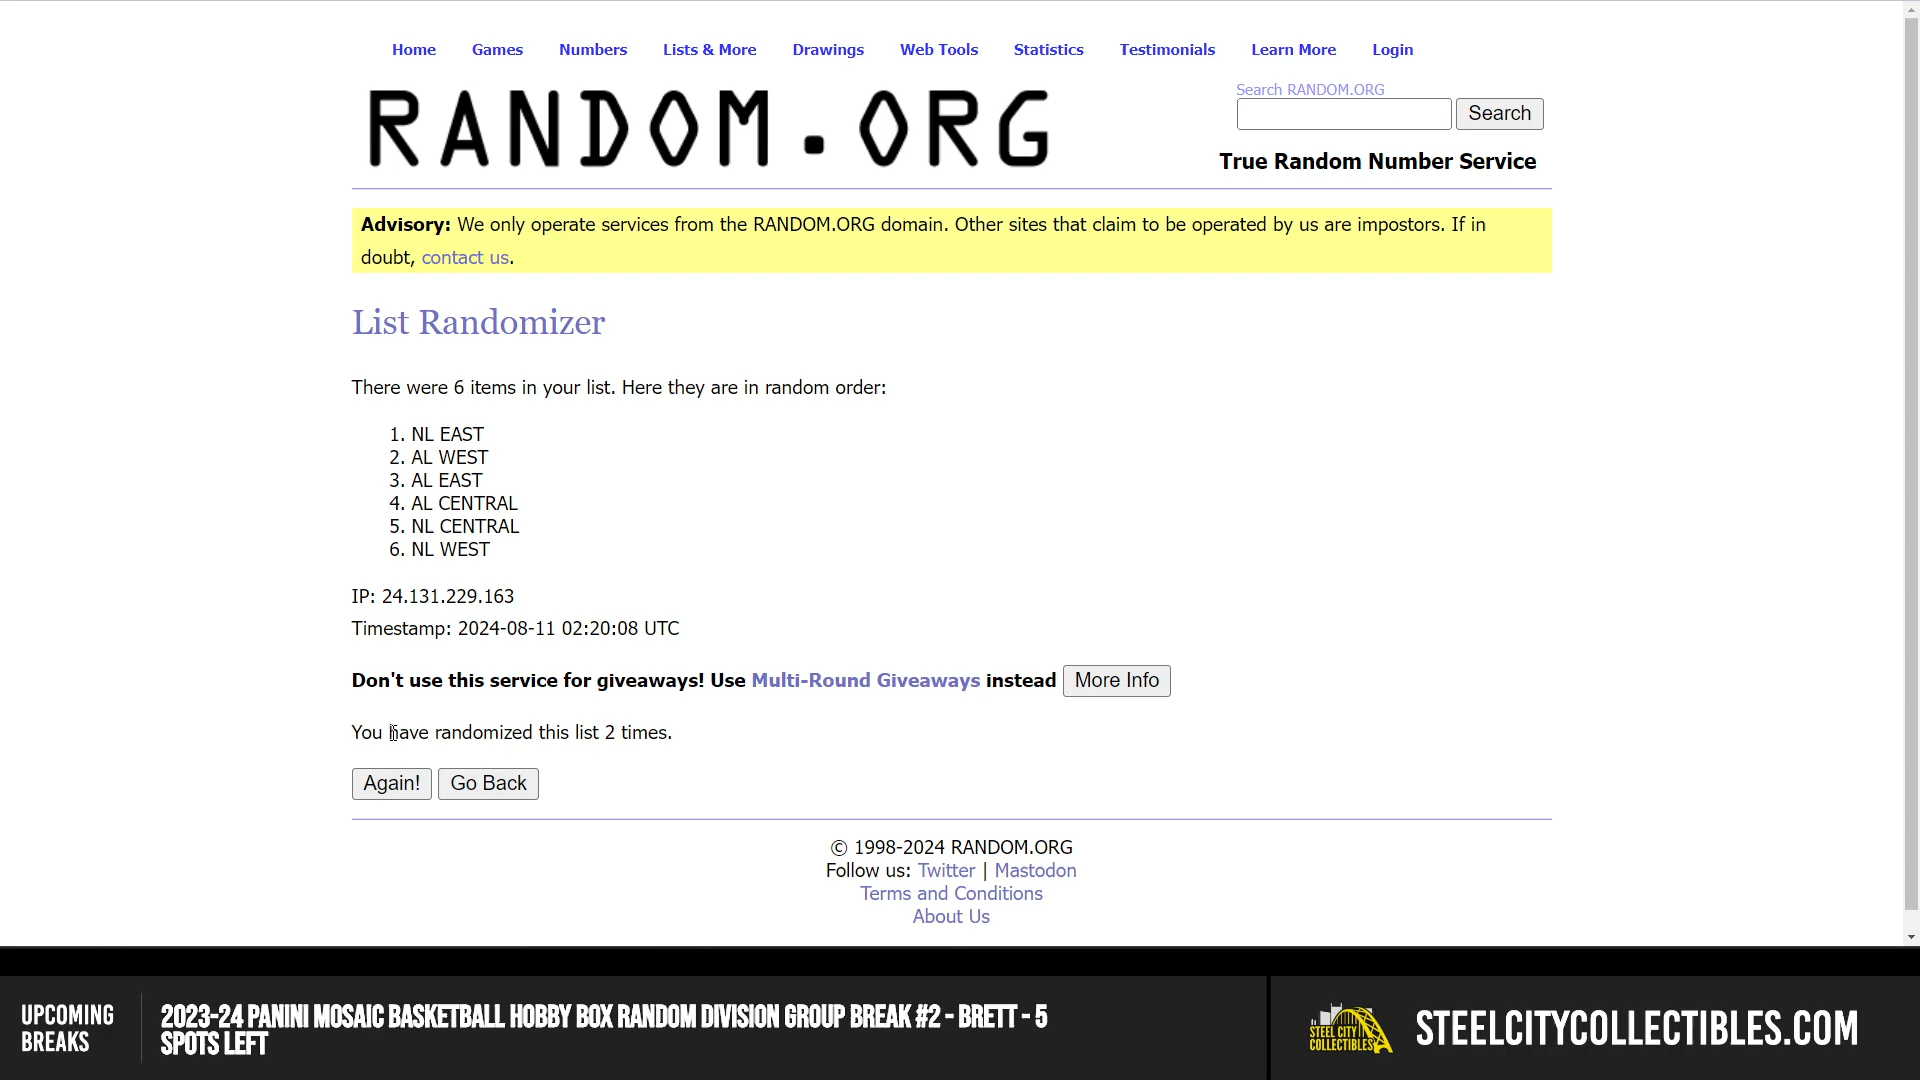 Home Games Numbers Lists & More Drawings Web Tools Statistics Testimonials Learn More Login
RANDOM.ORG
Search RANDOM.ORG
Search
True Random Number Service
Advisory: We only operate services from the RANDOM.ORG domain. Other sites that claim to be operated by us are impostors. If in
doubt, contact us.
List Randomizer
There were 6 items in your list. Here they are in random order:
1. NL EAST
2. AL WEST
3. AL EAST
4. AL CENTRAL
5. NL CENTRAL
6. NL WEST
IP: 24.131.229.163
Timestamp: 2024-08-11 02:20:08 UTC
Don't use this service for giveaways! Use Multi-Round Giveaways instead More Info
You have randomized this list 2 times.
Again! Go Back
© 1998-2024 RANDOM.ORG
Follow us: Twitter | Mastodon
Terms and Conditions
About Us
UPCOMING
BREAKS
2023-24 PANINI MOSAIC BASKETBALL HOBBY BOX RANDOM DIVISION GROUP BREAK #2 - BRETT - 5
SPOTS LEFT
STEEL CITY
COLLECTIBLES
STEELCITYCOLLECTIBLES.COM